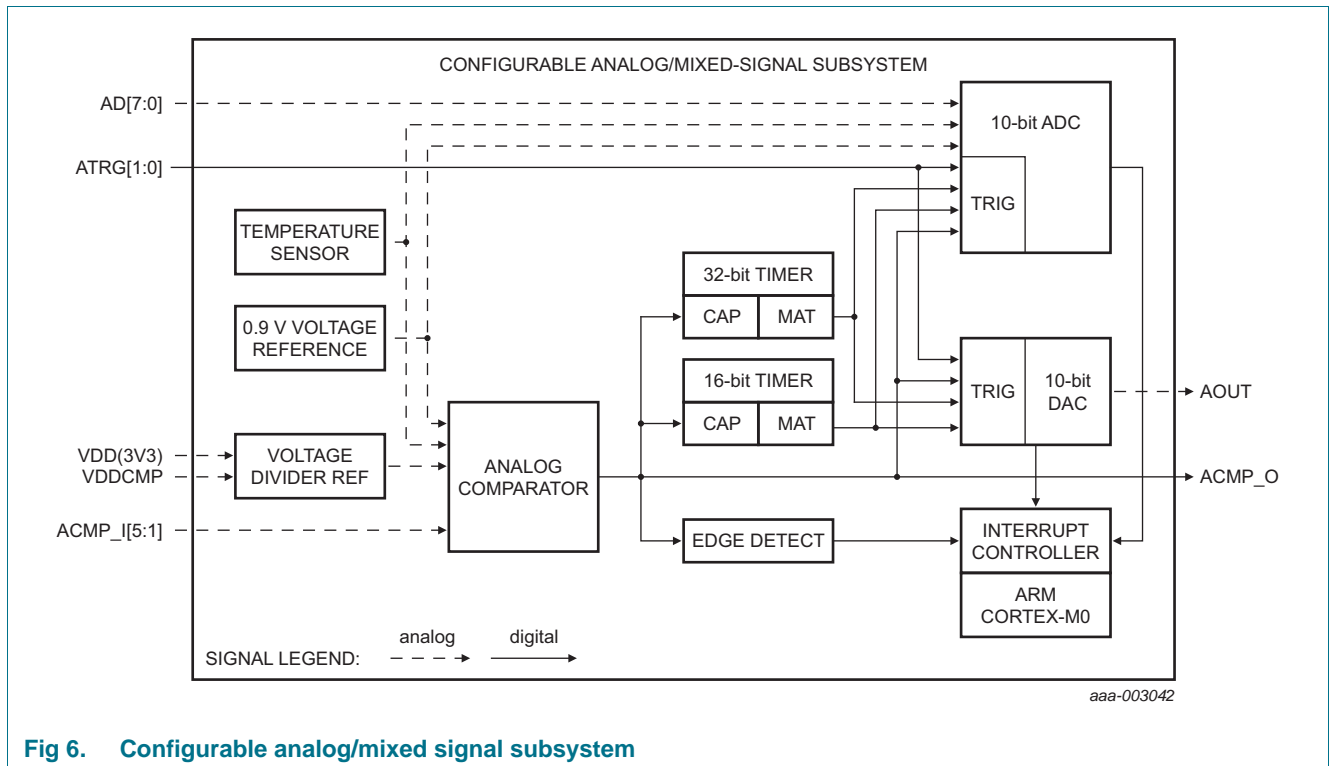 CONFIGURABLE ANALOG/MIXED-SIGNAL SUBSYSTEM
AD[7:0]
10-bit ADC
ATRG[1:0]
TRIG
TEMPERATURE
SENSOR
32-bit TIMER
CAP
MAT
0.9 V VOLTAGE
REFERENCE
16-bit TIMER
CAP
MAT
TRIG
10-bit
DAC
AOUT
VDD(3V3)
VDDCMP
VOLTAGE
DIVIDER REF
ANALOG
COMPARATOR
ACMP_O
ACMP_I[5:1]
EDGE DETECT
INTERRUPT
CONTROLLER
ARM
CORTEX-M0
SIGNAL LEGEND:
analog
digital
aaa-003042
Fig 6. Configurable analog/mixed signal subsystem